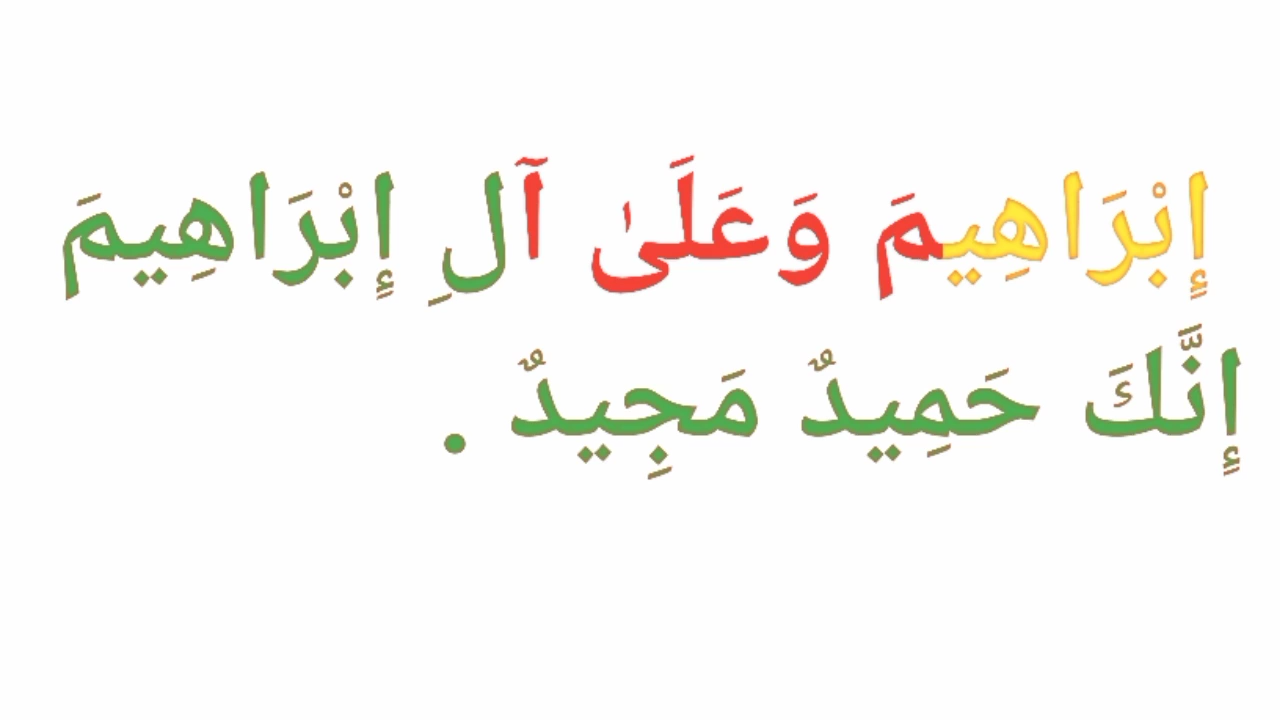 إِبْرَاهِيمَ وَعَلَىٰ آلِ إِبْرَاهِيمَ
إِنَّكَ حَمِيدٌ مَجِيدٌ .